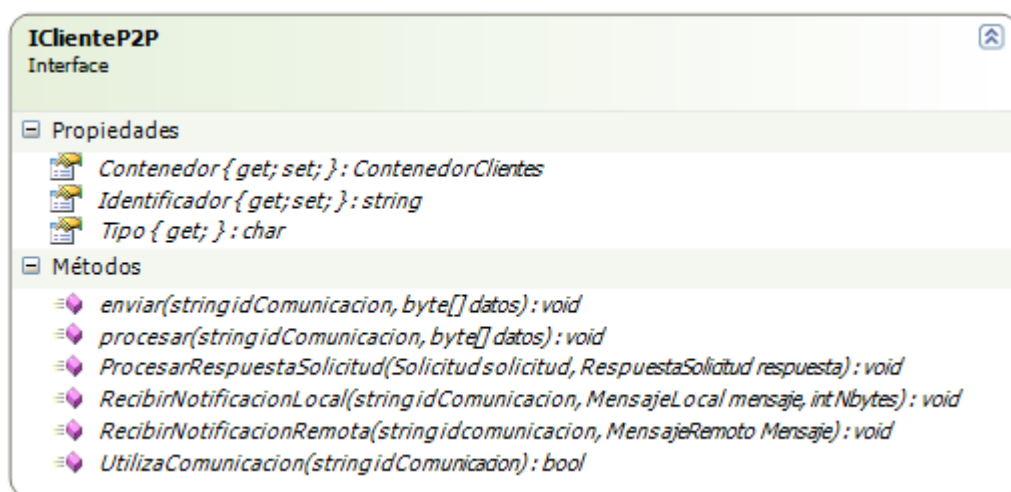 IClienteP2P
Interface
Propiedades
Contenedor { get; set; } : ContenedorClientes
Identificador { get; set; } : string
Tipo { get; } : char
Métodos
enviar(string idComunicacion, byte[] datos) : void
procesar(string idComunicacion, byte[] datos) : void
ProcesarRespuestaSolicitud(Solicitud solicitud, RespuestaSolicitud respuesta) : void
RecibirNotificacionLocal(string idComunicacion, MensajeLocal mensaje, int Nbytes) : void
RecibirNotificacionRemota(string idcomunicacion, MensajeRemoto Mensaje) : void
UtilizaComunicacion(string idComunicacion) : bool